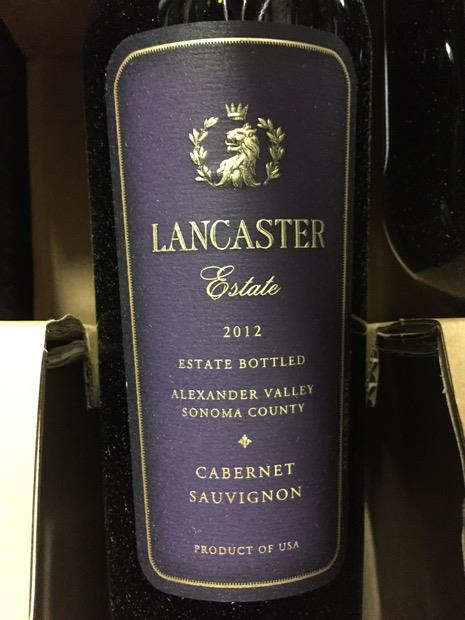 LANCASTER
Estate
2012
ESTATE BOTTLED
ALEXANDER VALLEY
SONOMA COUNTY
CABERNET
SAUVIGNON
PRODUCT OF USA